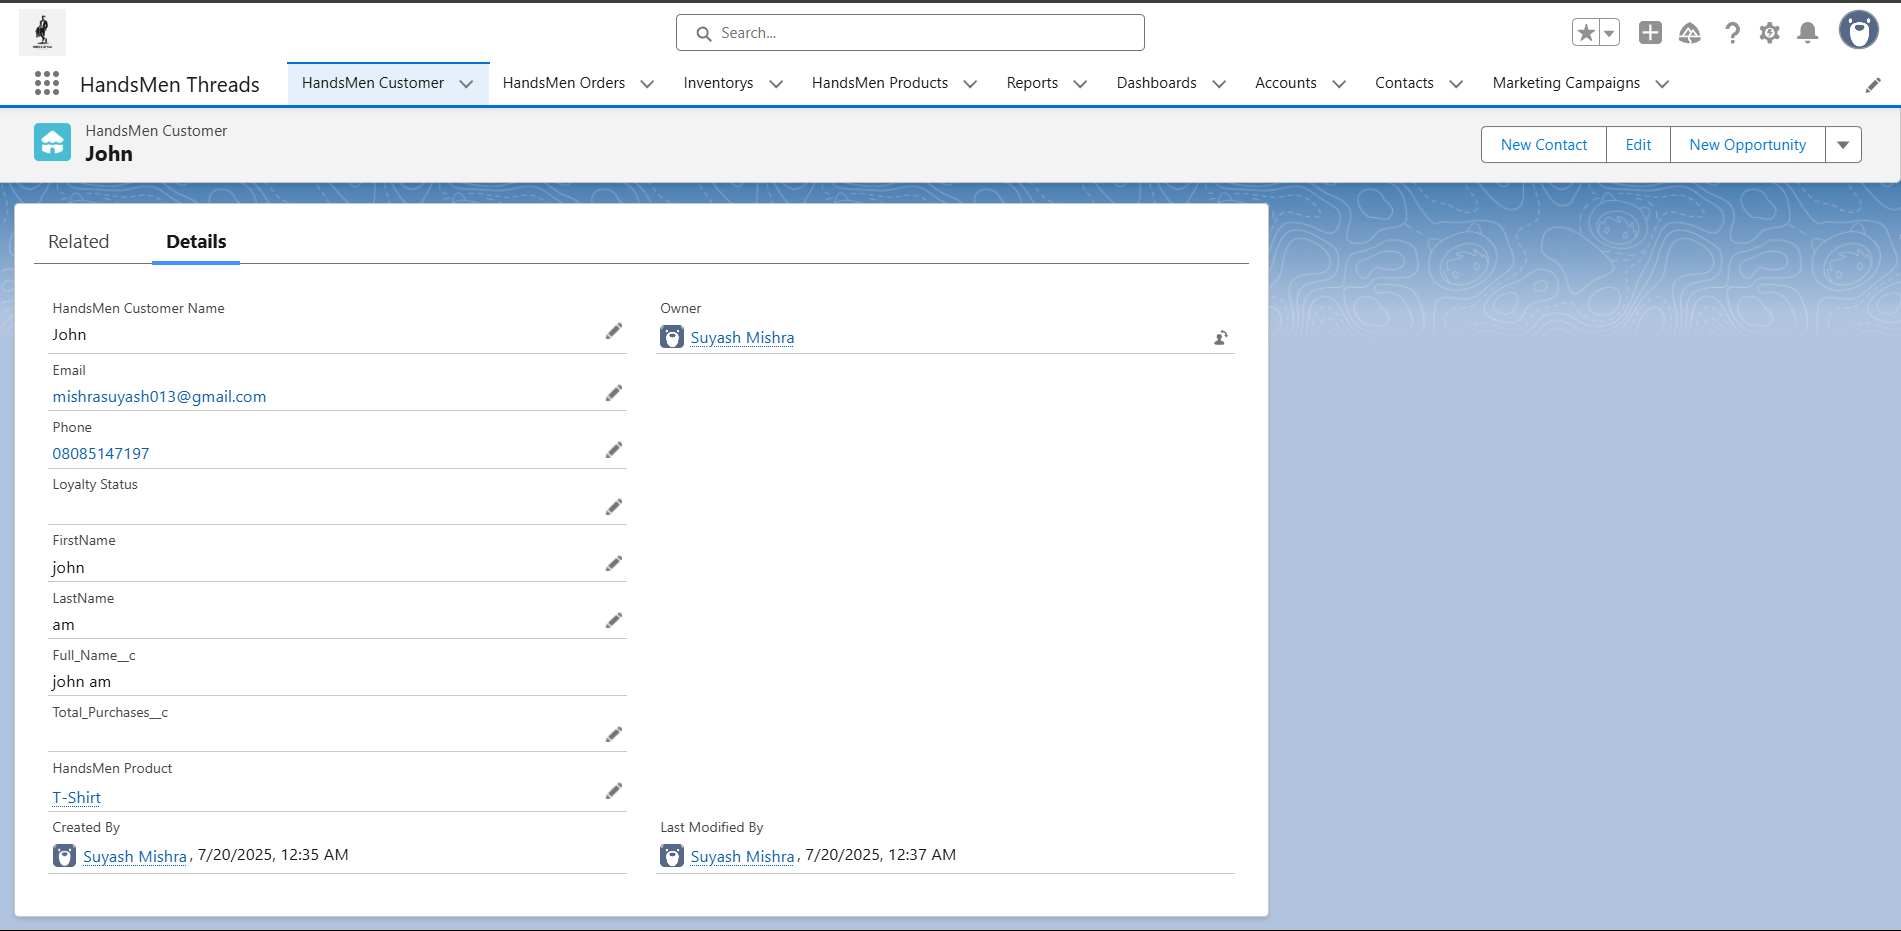 Search...
HandsMen Threads
HandsMen Customer
HandsMen Orders
Inventorys
HandsMen Products
Reports
Dashboards
Accounts
Contacts
Marketing Campaigns
HandsMen Customer
John
New Contact
Edit
New Opportunity
Related
Details
HandsMen Customer Name
John
Owner
Suyash Mishra
Email
mishrasuyash013@gmail.com
Phone
08085147197
Loyalty Status
FirstName
john
LastName
am
Full_Name__c
john am
Total_Purchases__c
HandsMen Product
T-Shirt
Created By
Suyash Mishra, 7/20/2025, 12:35 AM
Last Modified By
Suyash Mishra, 7/20/2025, 12:37 AM